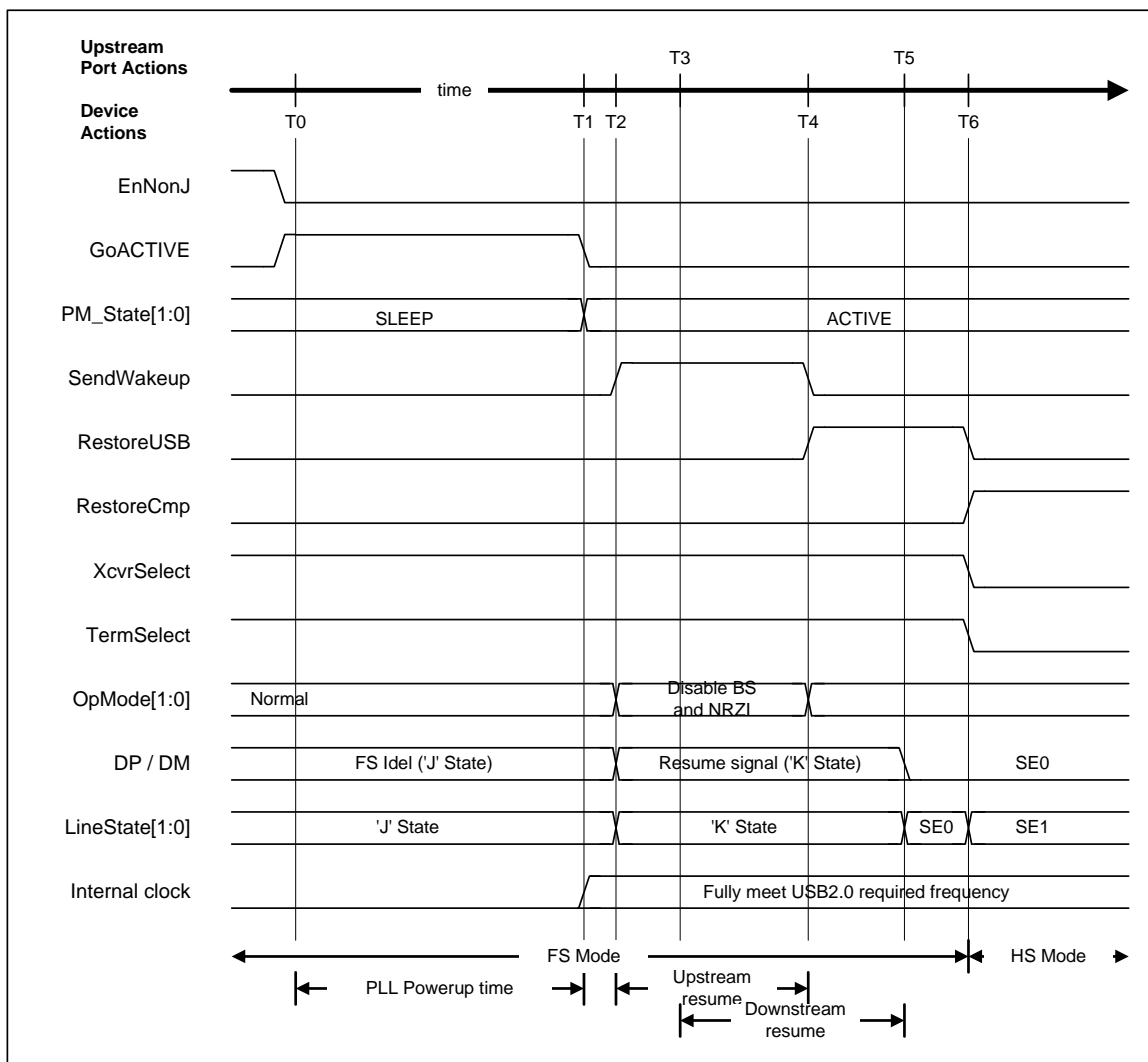 Upstream
Port Actions
T3 T5
time
Device
Actions
T0 T1 T2 T4 T6
EnNonJ
GoACTIVE
PM_State[1:0] SLEEP ACTIVE
SendWakeup
RestoreUSB
RestoreCmp
XcvrSelect
TermSelect
OpMode[1:0] Normal Disable BS
and NRZI
DP / DM FS Idel ('J' State) Resume signal ('K' State) SE0
LineState[1:0] 'J' State 'K' State SE0 SE1
Internal clock Fully meet USB2.0 required frequency
FS Mode HS Mode
PLL Powerup time Upstream
resume
Downstream
resume